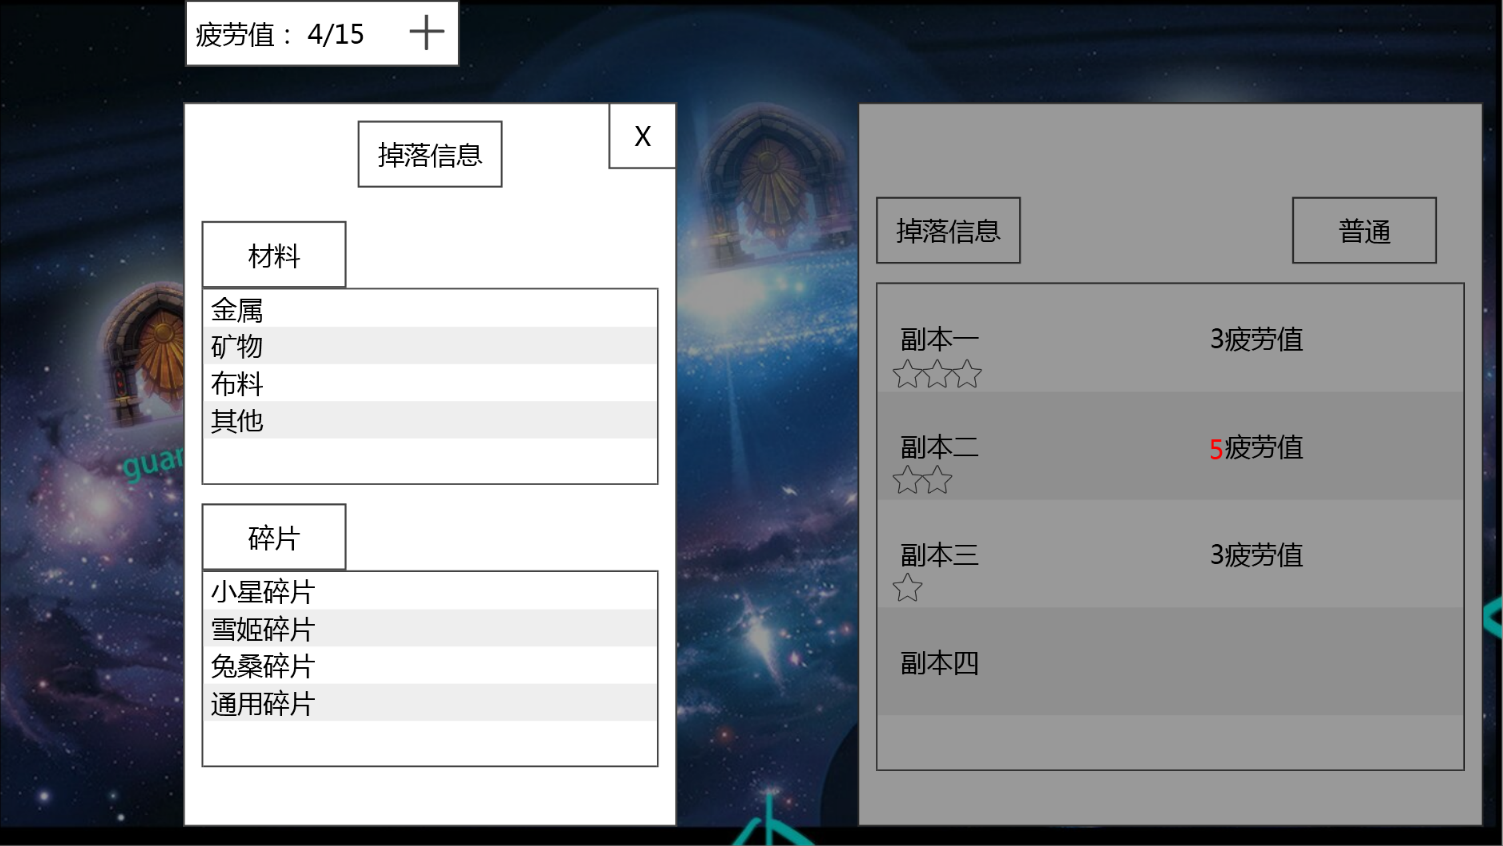 疲劳值： 4/15
掉落信息
X
材料
金属
矿物
布料
其他
碎片
小星碎片
雪姬碎片
兔桑碎片
通用碎片
guar
掉落信息
普通
副本一
3疲劳值
副本二
5疲劳值
副本三
3疲劳值
副本四